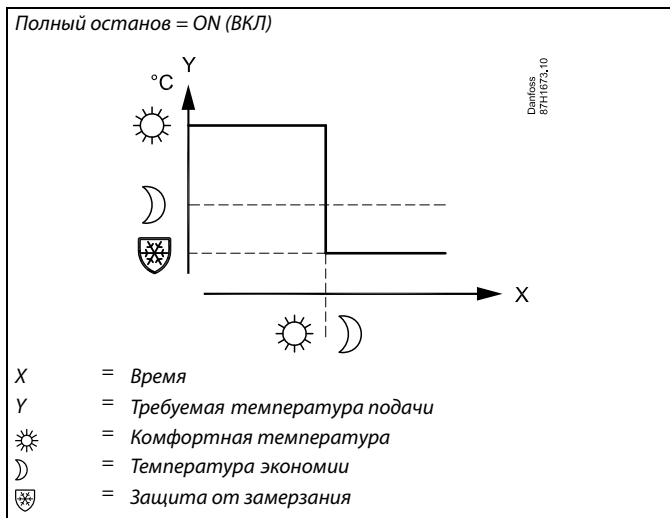 Полный останов = ON (ВКЛ)
Y
°C
Danfoss
87H1673.10
X
X = Время
Y = Требуемая температура подачи
= Комфортная температура
= Температура экономии
= Защита от замерзания